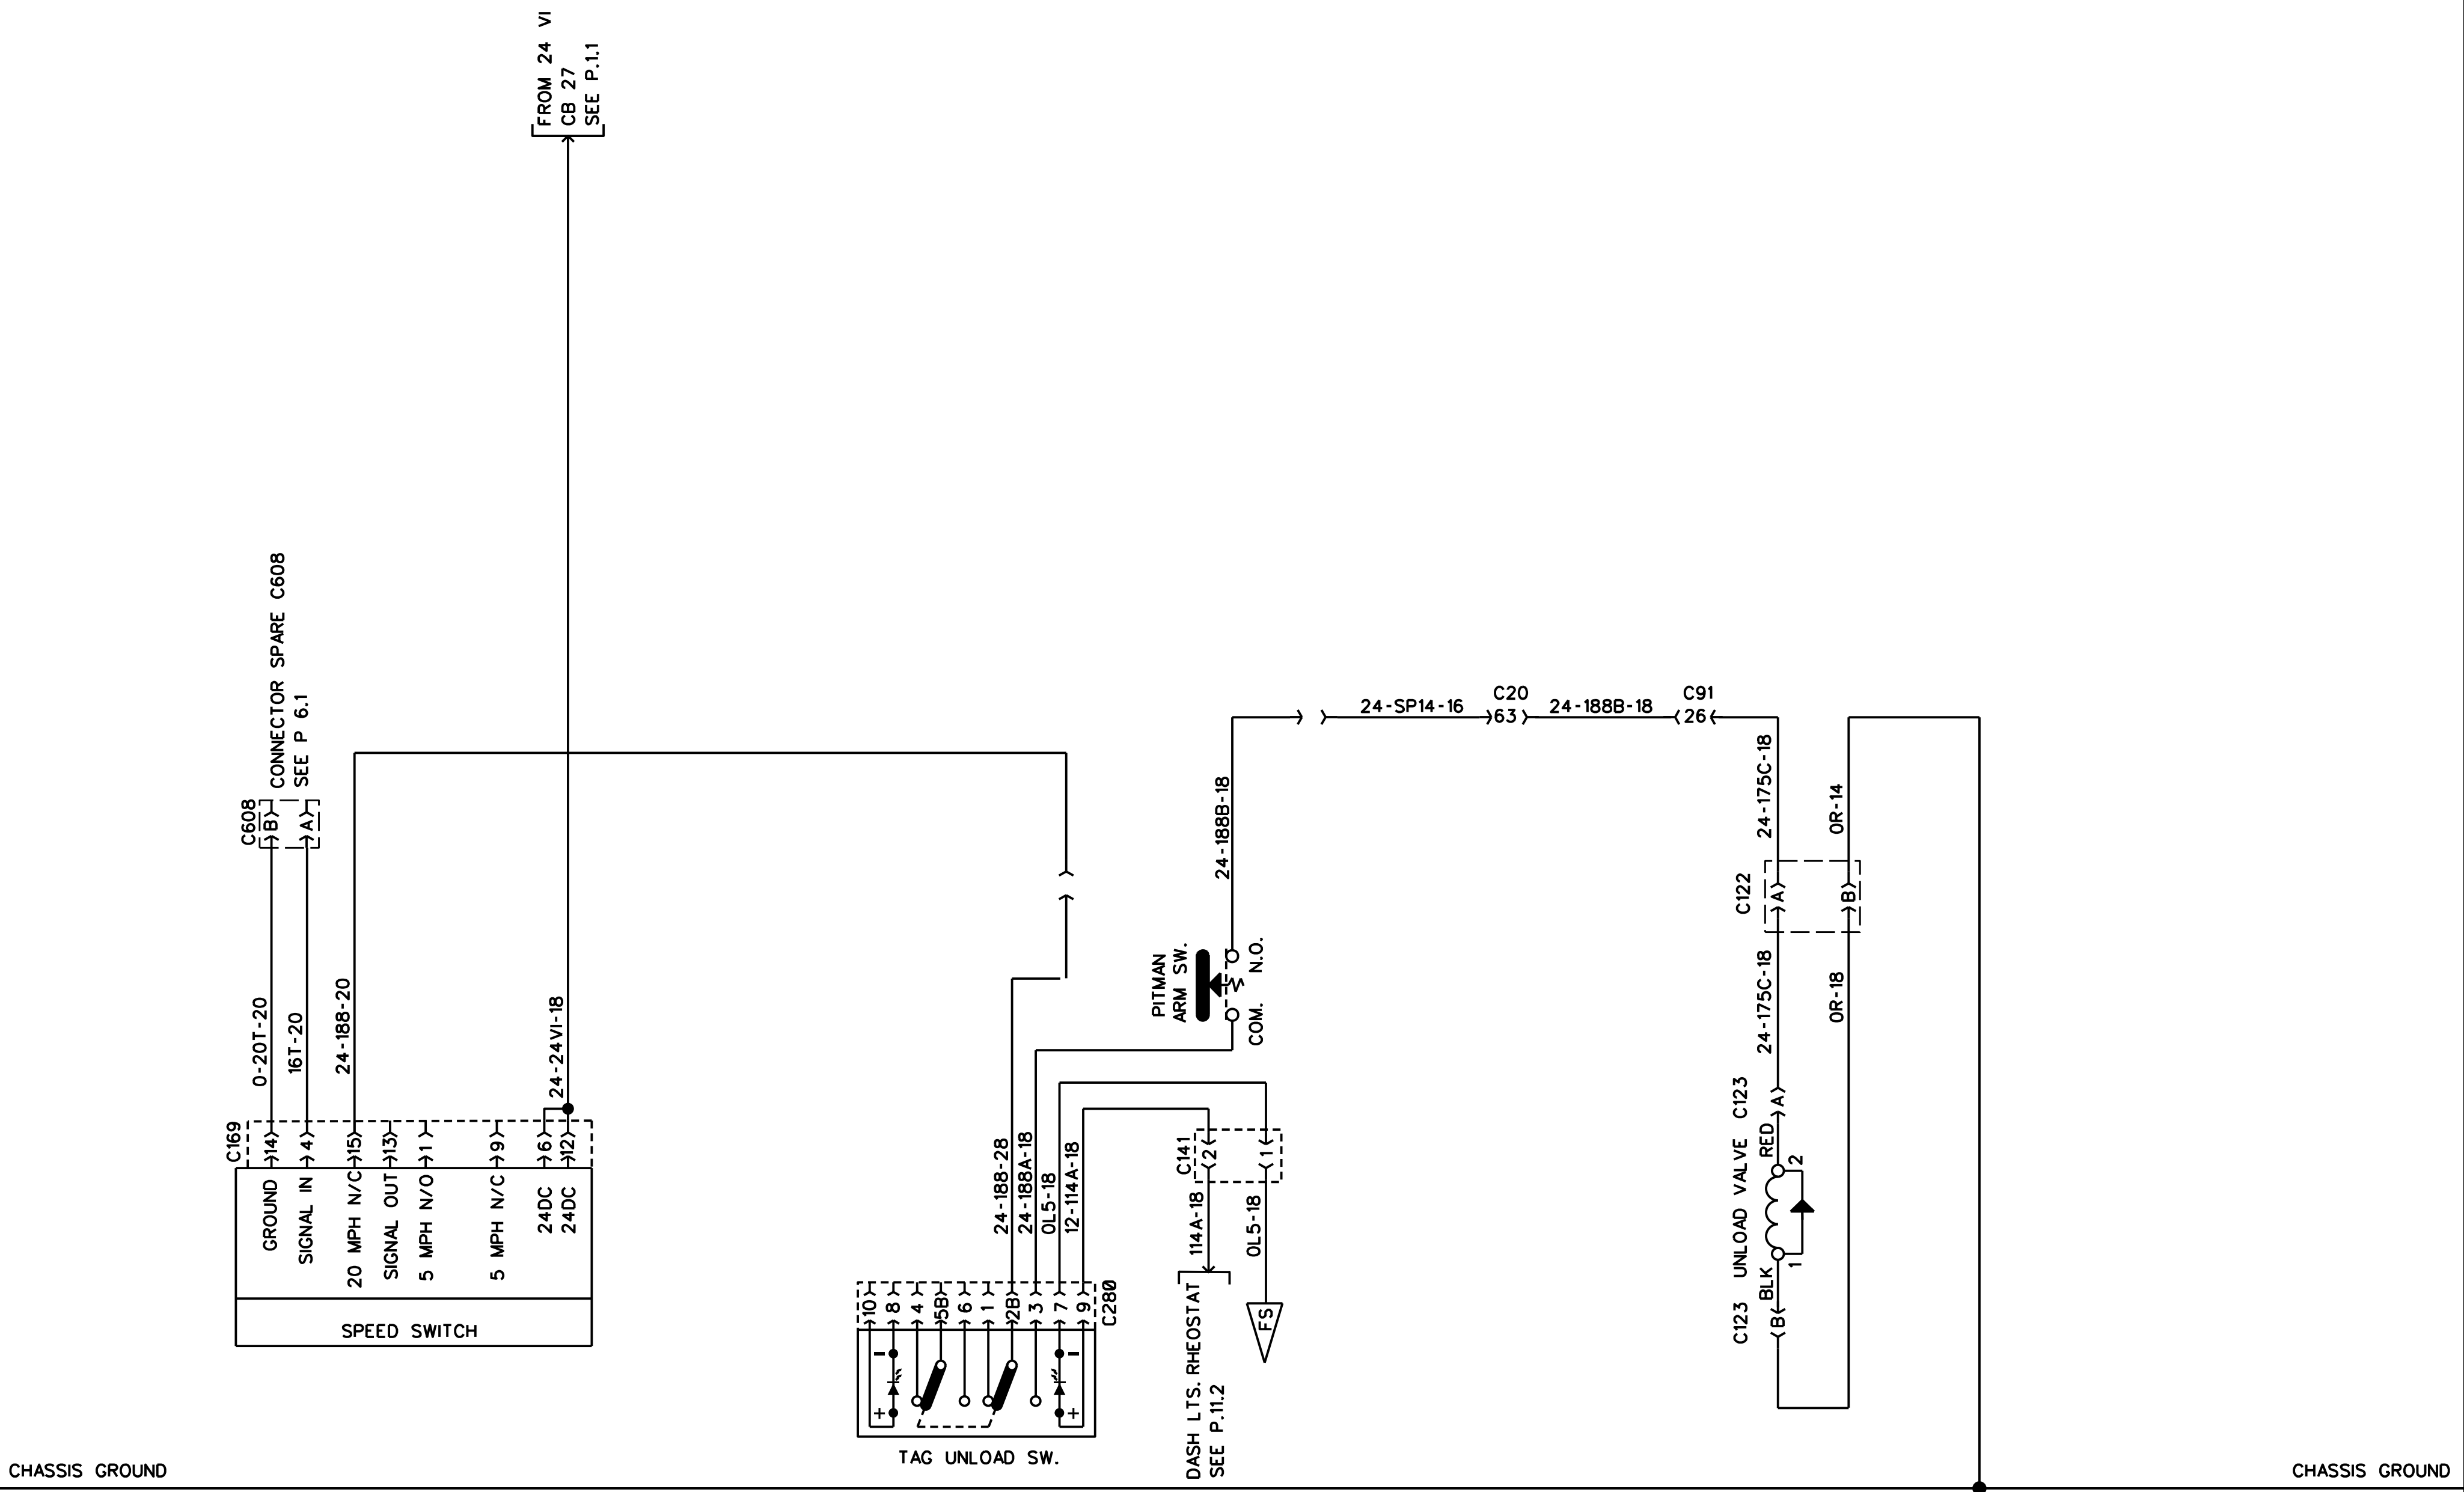 FROM 24 VI
CB 27
SEE P.1.1
CONNECTOR SPARE C608
SEE P 6.1
C608
B
A
0-20T-20
16T-20
24-188-20
24-24VI-18
C169
14
4
15
13
1
9
6
12
GROUND
SIGNAL IN
20 MPH N/C
SIGNAL OUT
5 MPH N/O
5 MPH N/C
24DC
24DC
SPEED SWITCH
24-188-28
24-188A-18
0L5-18
12-114A-18
10
8
4
5B
6
1
2B
3
7
9
C280
-
+
-
+
TAG UNLOAD SW.
PITMAN
ARM SW.
COM.
N.O.
24-188B-18
C141
2
1
114A-18
0L5-18
DASH LTS. RHEOSTAT
SEE P.11.2
FS
24-SP14-16
C20
63
24-188B-18
C91
26
24-175C-18
0R-14
C122
A
B
24-175C-18
0R-18
C123 UNLOAD VALVE C123
A
RED
2
1
BLK
B
CHASSIS GROUND
CHASSIS GROUND